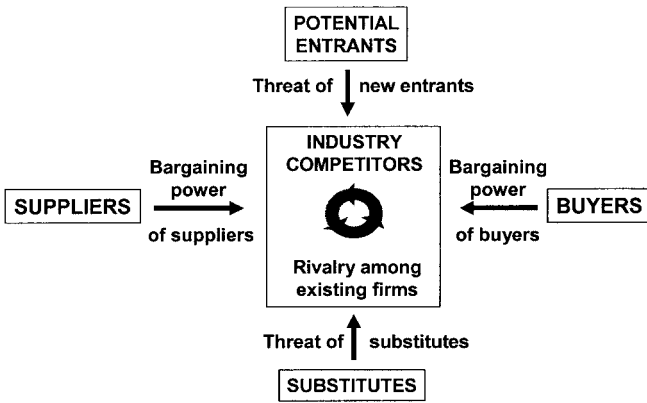 POTENTIAL
ENTRANTS
Threat of new entrants
INDUSTRY
COMPETITORS
Bargaining
power
SUPPLIERS
of suppliers
Bargaining
power
BUYERS
of buyers
Rivalry among
existing firms
Threat of substitutes
SUBSTITUTES